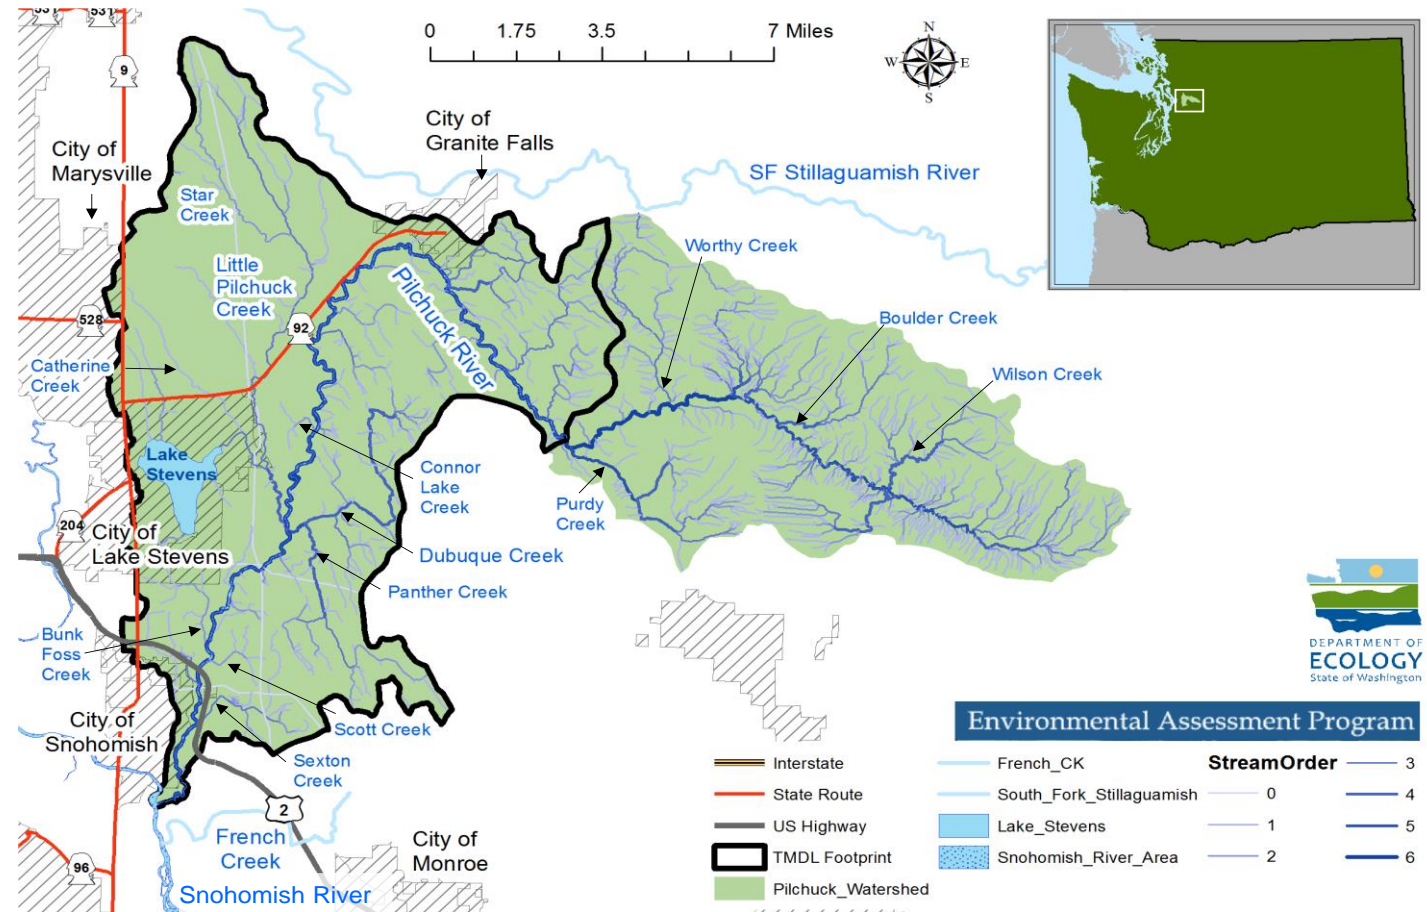 531
531
0 1.75 3.5 7 Miles
N
W E
S
9
City of
Granite Falls
City of
Marysville
SF Stillaguamish River
Star
Creek
Worthy Creek
Little
Pilchuck
Creek
Pilchuck River
528
92
Boulder Creek
Catherine
Creek
Wilson Creek
Lake
Stevens
Connor
Lake
Creek
Purdy
Creek
204
City of
Lake Stevens
Dubuque Creek
Panther Creek
Bunk
Foss
Creek
DEPARTMENT OF
ECOLOGY
State of Washington
City of
Snohomish
Scott Creek
Sexton
Creek
2
French
Creek
City of
Monroe
96
Snohomish River
Environmental Assessment Program
Interstate
State Route
US Highway
TMDL Footprint
Pilchuck_Watershed
French_CK
South_Fork_Stillaguamish
Lake_Stevens
Snohomish_River_Area
StreamOrder
0
1
2
3
4
5
6